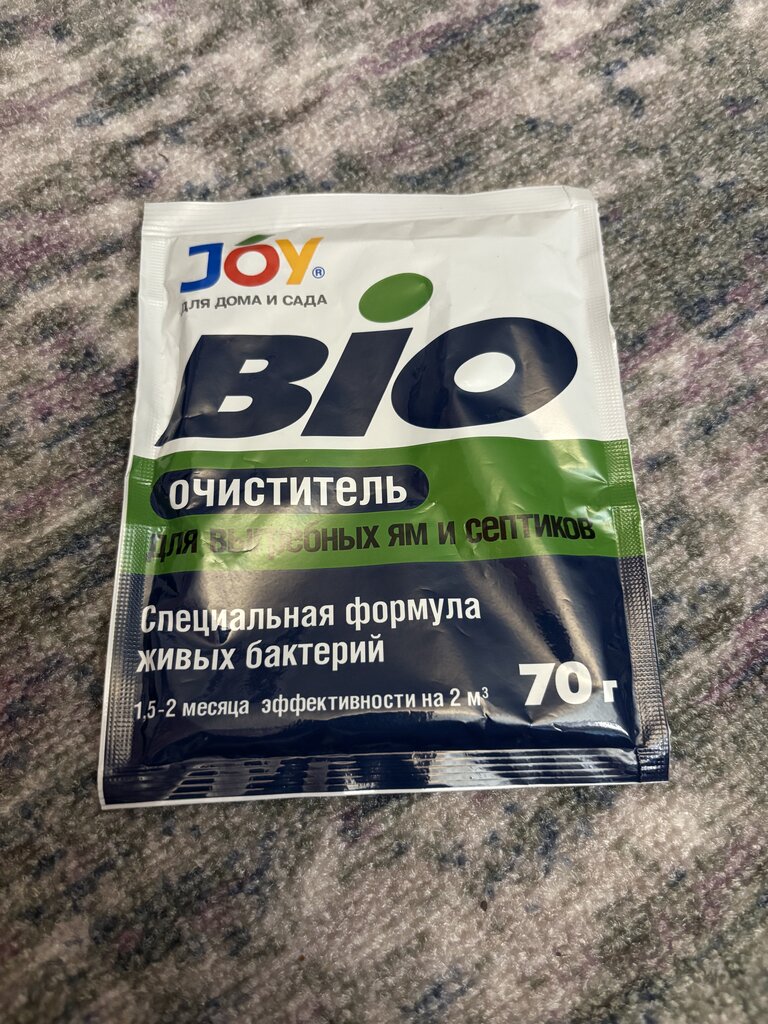 JOY®
ДЛЯ ДОМА И САДА
BIO
ОЧИСТИТЕЛЬ
для выгребных ям и септиков
Специальная формула
живых бактерий
70 г
1,5-2 месяца эффективности на 2 м³